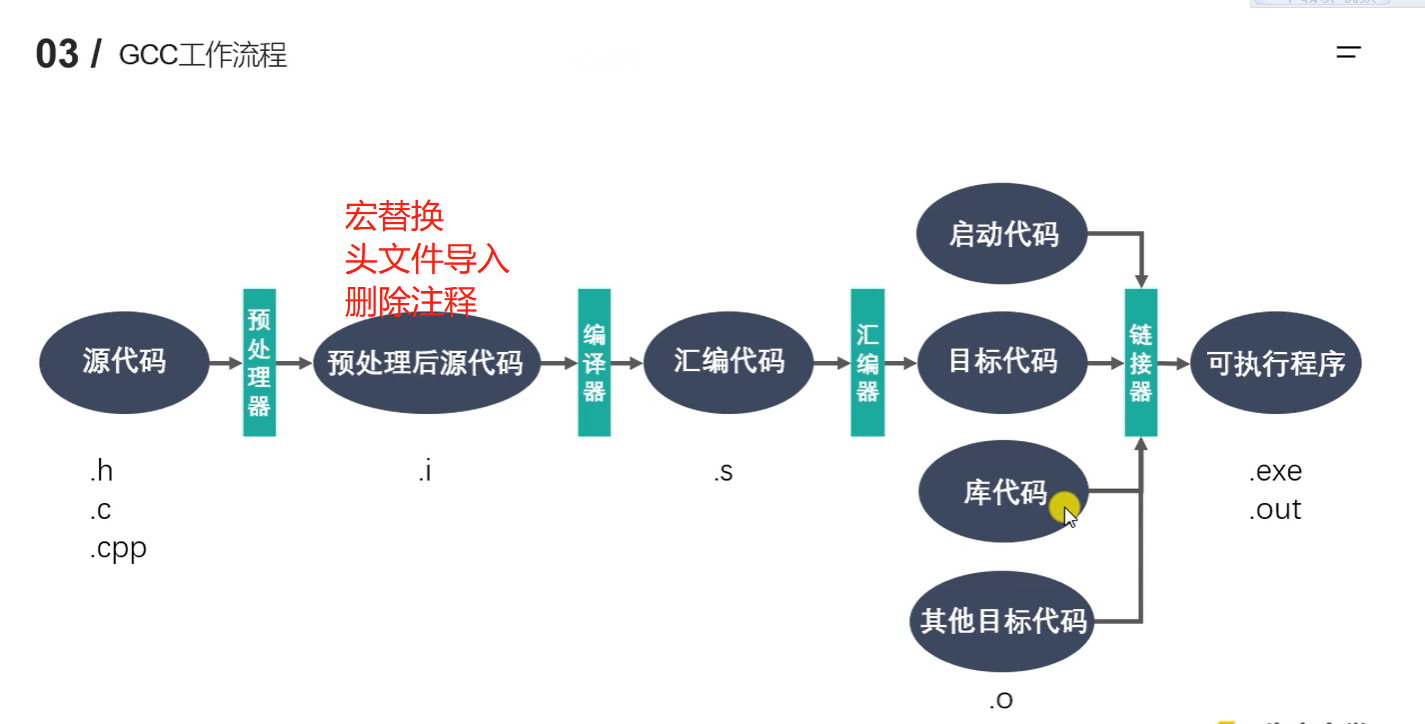 03 / GCC工作流程
宏替换
头文件导入
删除注释
源代码
预处理器
预处理后源代码
编译器
汇编代码
汇编器
启动代码
目标代码
库代码
其他目标代码
链接器
可执行程序
.h
.c
.cpp
.i
.s
.o
.exe
.out